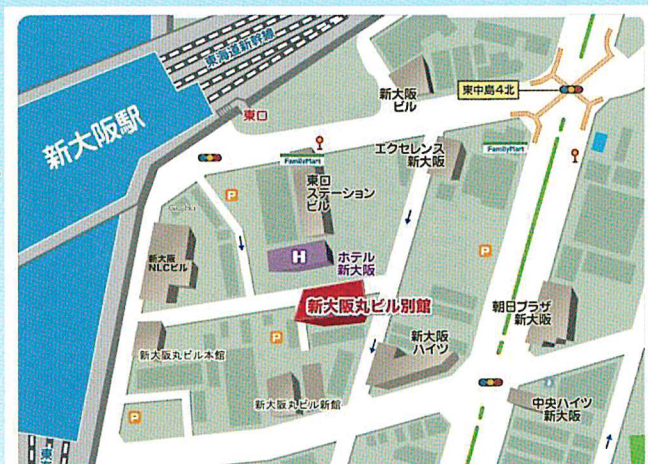 東海道新幹線
新大阪駅
東口
新大阪
ビル
東中島4北
FamilyMart
エクセレンス
新大阪
FamilyMart
東口
ステーション
ビル
P
H
ホテル
新大阪
新大阪
NLCビル
P
新大阪丸ビル別館
朝日プラザ
新大阪
P
新大阪
ハイツ
新大阪丸ビル本館
新大阪丸ビル新館
P
中央ハイツ
新大阪